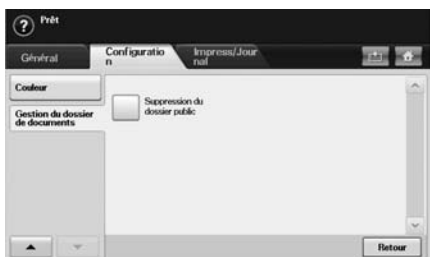 ? Prêt
Général
Configuratio
n
Impress/Jour
nal
Couleur
Gestion du dossier
de documents
Suppression du
dossier public
Retour